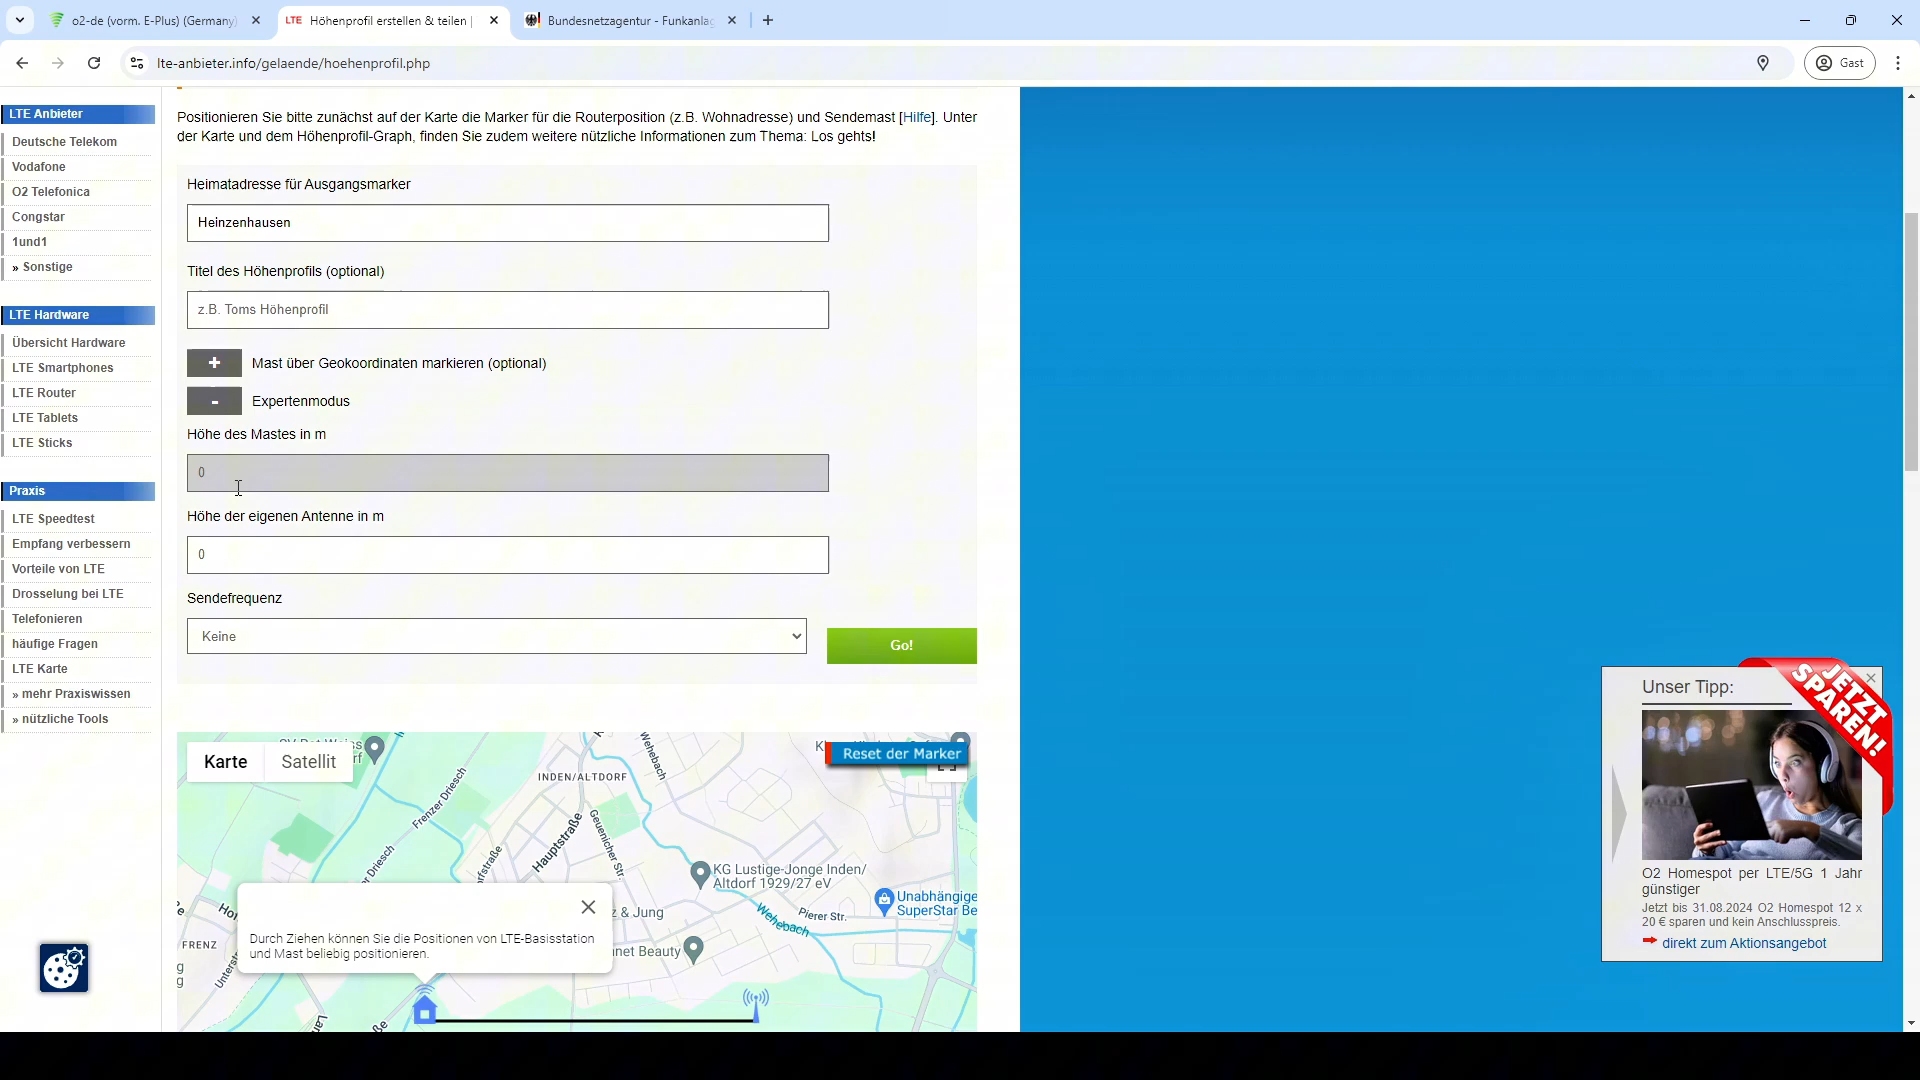 o2-de (vorm. E-Plus) (Germany)
LTE Höhenprofil erstellen & teilen |
Bundesnetzagentur - Funkanlag
lte-anbieter.info/gelaende/hoehenprofil.php
Gast
LTE Anbieter
Deutsche Telekom
Vodafone
O2 Telefonica
Congstar
1und1
» Sonstige
LTE Hardware
Übersicht Hardware
LTE Smartphones
LTE Router
LTE Tablets
LTE Sticks
Praxis
LTE Speedtest
Empfang verbessern
Vorteile von LTE
Drosselung bei LTE
Telefonieren
häufige Fragen
LTE Karte
» mehr Praxiswissen
» nützliche Tools
Positionieren Sie bitte zunächst auf der Karte die Marker für die Routerposition (z.B. Wohnadresse) und Sendemast [Hilfe]. Unter
der Karte und dem Höhenprofil-Graph, finden Sie zudem weitere nützliche Informationen zum Thema: Los gehts!
Heimatadresse für Ausgangsmarker
Heinzenhausen
Titel des Höhenprofils (optional)
z.B. Toms Höhenprofil
+ Mast über Geokoordinaten markieren (optional)
- Expertenmodus
Höhe des Mastes in m
0
Höhe der eigenen Antenne in m
0
Sendefrequenz
Keine
Go!
Karte
Satellit
Reset der Marker
INDEN/ALTDORF
Wehebach
Frenzer Driesch
Hauptstraße
Geuenicher Str.
KG Lustige-Jonge Inden/
Altdorf 1929/27 eV
Unabhängige
SuperStar Be
Pierer Str.
Wehebach
z & Jung
net Beauty
FRENZ
Durch Ziehen können Sie die Positionen von LTE-Basisstation
und Mast beliebig positionieren.
Unser Tipp:
JETZT
SPAREN!
O2 Homespot per LTE/5G 1 Jahr
günstiger
Jetzt bis 31.08.2024 O2 Homespot 12 x
20 € sparen und kein Anschlusspreis.
direkt zum Aktionsangebot